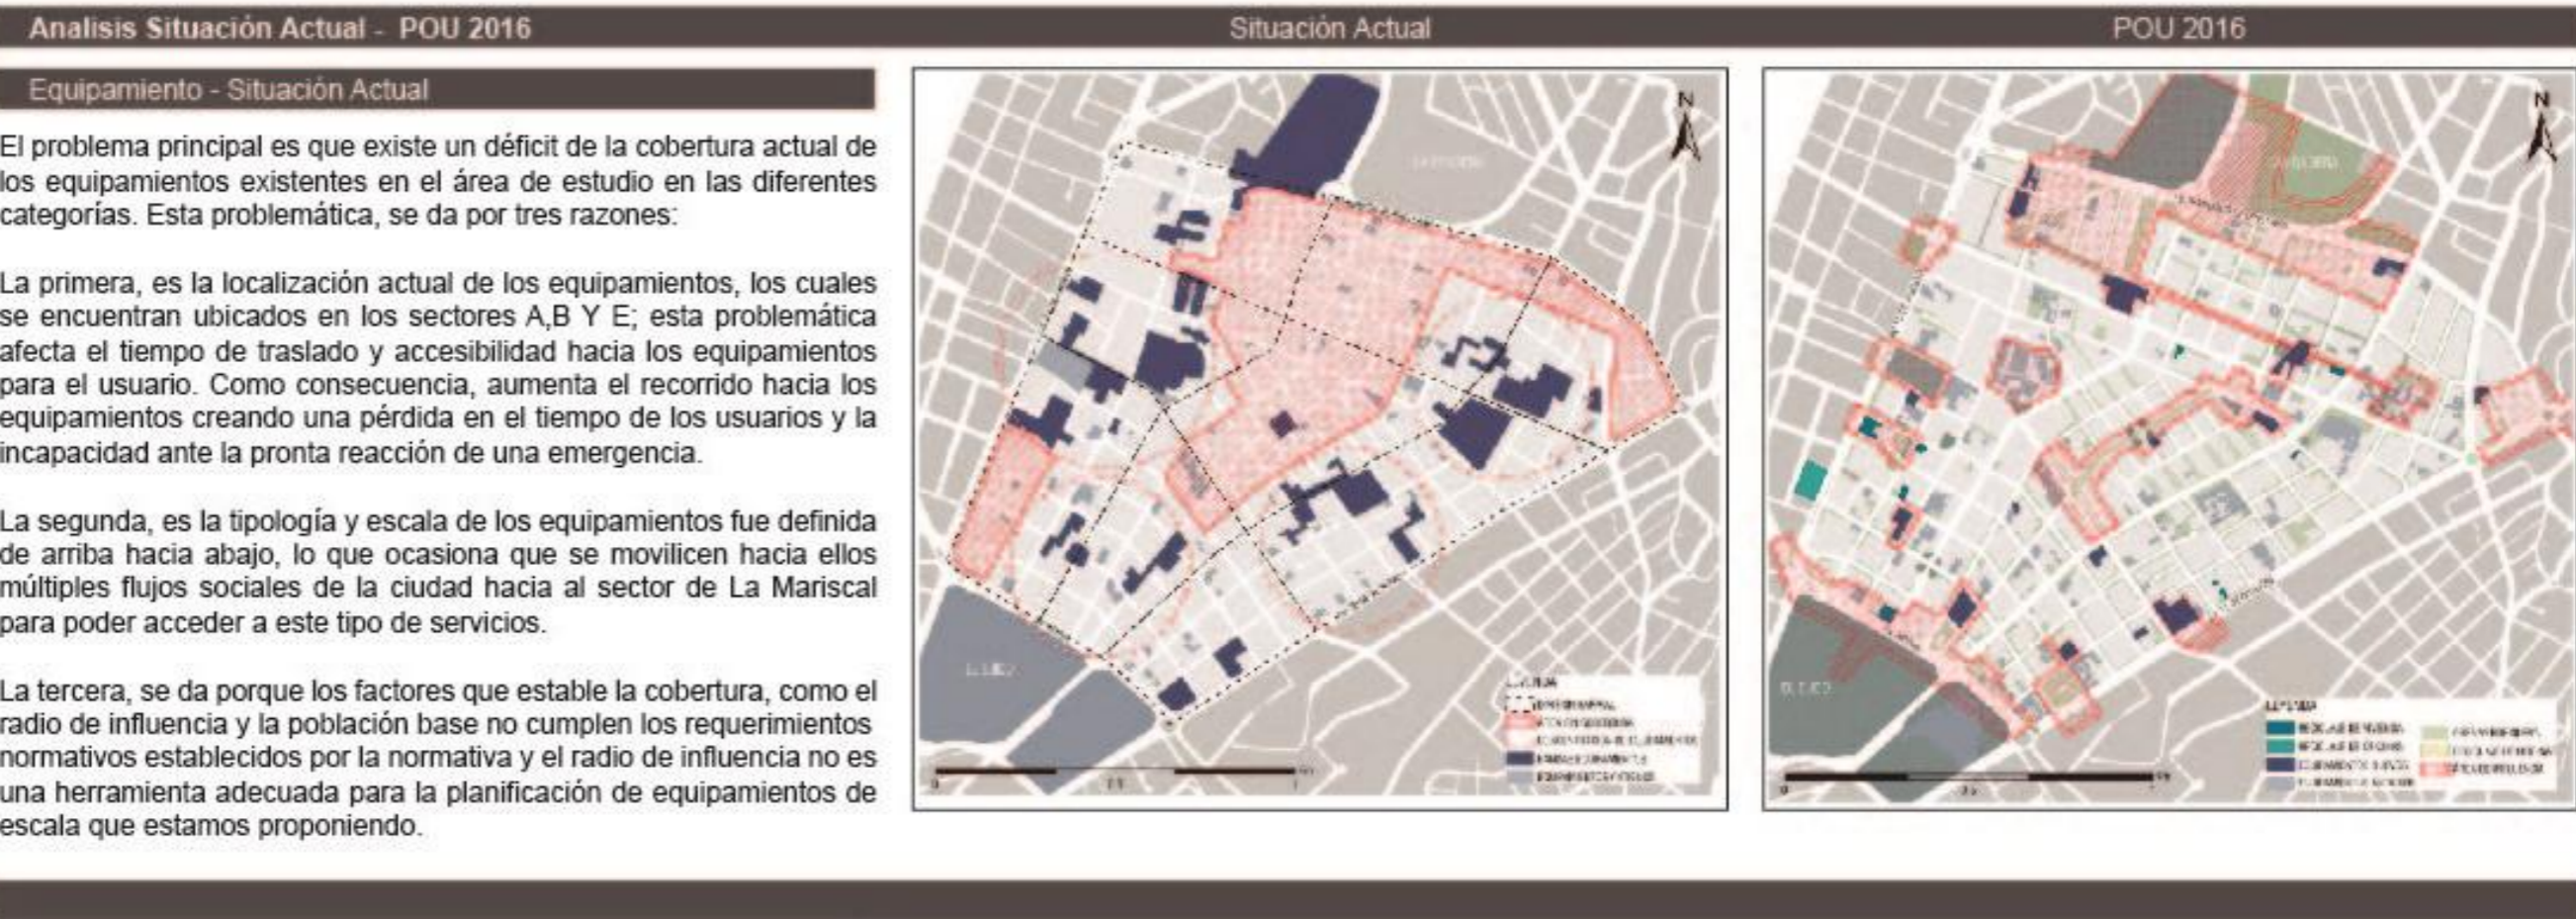 Analisis Situación Actual - POU 2016
Situación Actual
POU 2016
Equipamiento - Situación Actual
El problema principal es que existe un déficit de la cobertura actual de
los equipamientos existentes en el área de estudio en las diferentes
categorías. Esta problemática, se da por tres razones:
La primera, es la localización actual de los equipamientos, los cuales
se encuentran ubicados en los sectores A,B Y E; esta problemática
afecta el tiempo de traslado y accesibilidad hacia los equipamientos
para el usuario. Como consecuencia, aumenta el recorrido hacia los
equipamientos creando una pérdida en el tiempo de los usuarios y la
incapacidad ante la pronta reacción de una emergencia.
La segunda, es la tipología y escala de los equipamientos fue definida
de arriba hacia abajo, lo que ocasiona que se movilicen hacia ellos
múltiples flujos sociales de la ciudad hacia al sector de La Mariscal
para poder acceder a este tipo de servicios.
La tercera, se da porque los factores que estable la cobertura, como el
radio de influencia y la población base no cumplen los requerimientos
normativos establecidos por la normativa y el radio de influencia no es
una herramienta adecuada para la planificación de equipamientos de
escala que estamos proponiendo.
N
N
LEYENDA
0
1
LEYENDA
0